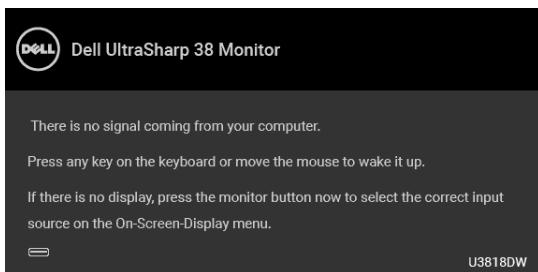 DELL
Dell UltraSharp 38 Monitor
There is no signal coming from your computer.
Press any key on the keyboard or move the mouse to wake it up.
If there is no display, press the monitor button now to select the correct input
source on the On-Screen-Display menu.
U3818DW